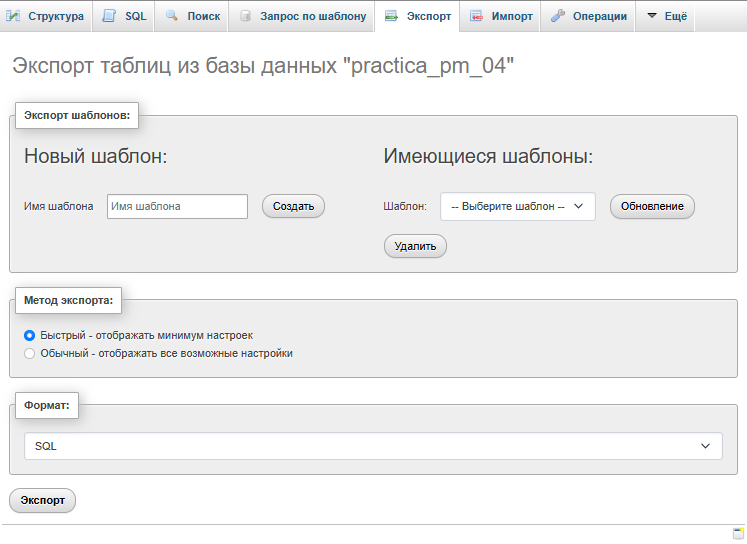 Структура SQL Поиск Запрос по шаблону Экспорт Импорт Операции Ещё
Экспорт таблиц из базы данных "practica_pm_04"
Экспорт шаблонов:
Новый шаблон:
Имя шаблона Имя шаблона Создать
Имеющиеся шаблоны:
Шаблон: -- Выберите шаблон -- Обновление
Удалить
Метод экспорта:
Быстрый - отображать минимум настроек
Обычный - отображать все возможные настройки
Формат:
SQL
Экспорт